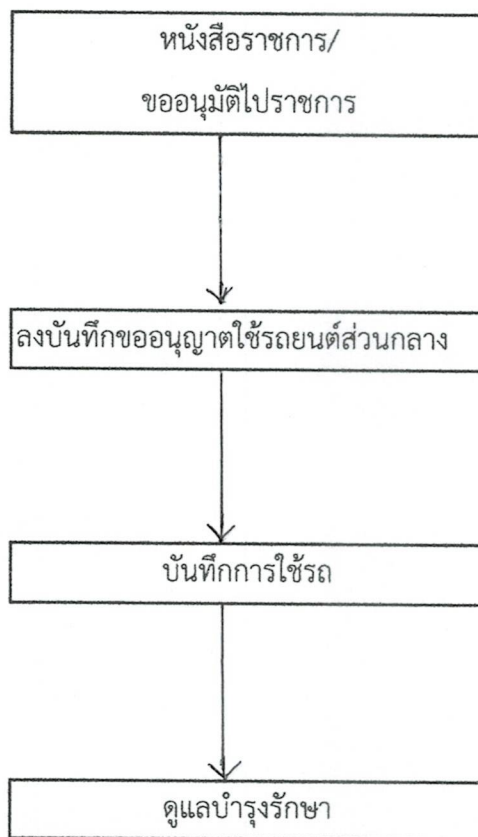 หนังสือราชการ/
ขออนุมัติไปราชการ
ลงบันทึกขออนุญาตใช้รถยนต์ส่วนกลาง
บันทึกการใช้รถ
ดูแลบำรุงรักษา